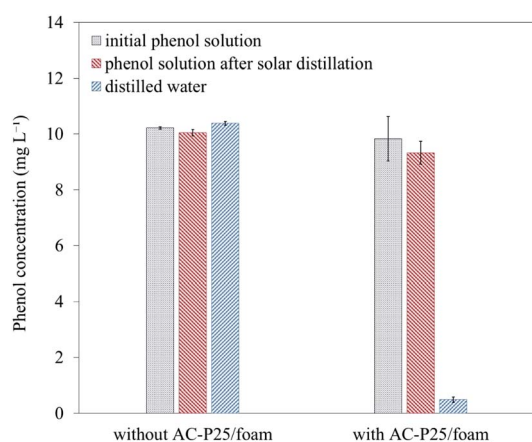 14
12
10
8
6
4
2
0
Phenol concentration (mg L⁻¹)
initial phenol solution
phenol solution after solar distillation
distilled water
without AC-P25/foam
with AC-P25/foam